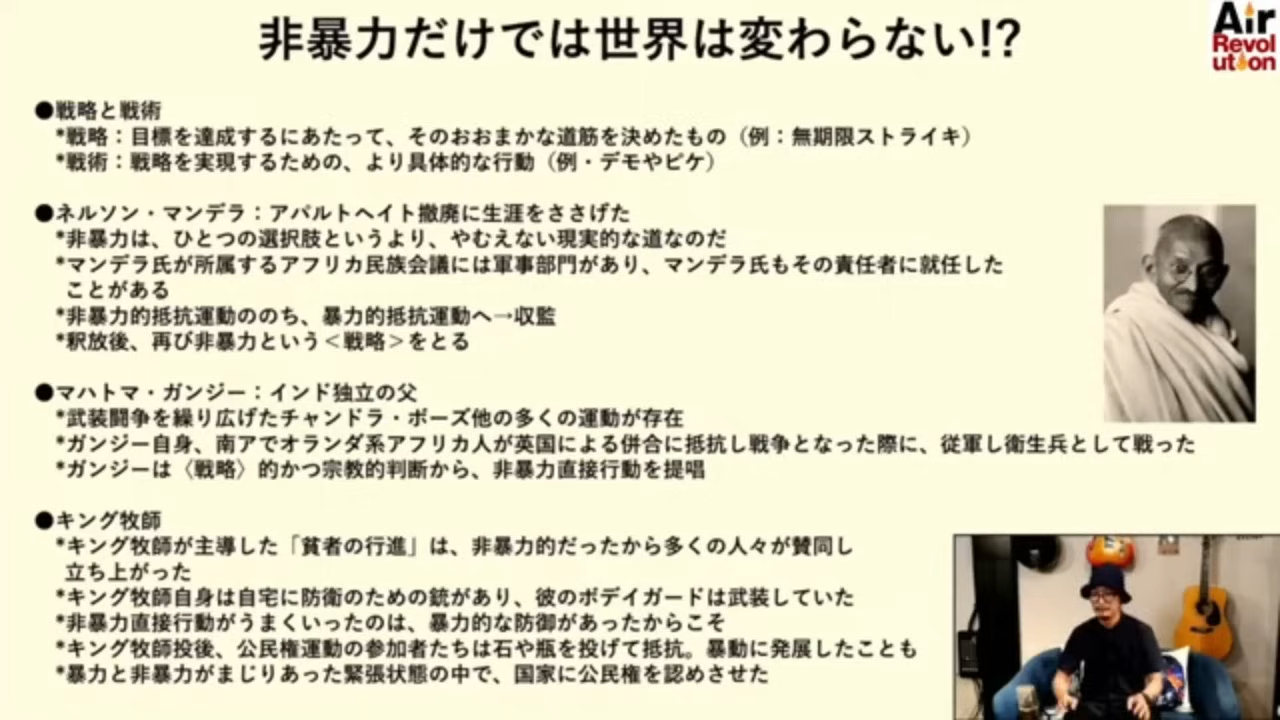 非暴力だけでは世界は変わらない!?
Air
Revol
ution
●戦略と戦術
*戦略：目標を達成するにあたって、そのおおまかな道筋を決めたもの（例：無期限ストライキ）
*戦術：戦略を実現するための、より具体的な行動（例・デモやピケ）
●ネルソン・マンデラ：アパルトヘイト撤廃に生涯をささげた
*非暴力は、ひとつの選択肢というより、やむえない現実的な道なのだ
*マンデラ氏が所属するアフリカ民族会議には軍事部門があり、マンデラ氏もその責任者に就任した
ことがある
*非暴力的抵抗運動ののち、暴力的抵抗運動へ→収監
*釈放後、再び非暴力という＜戦略＞をとる
●マハトマ・ガンジー：インド独立の父
*武装闘争を繰り広げたチャンドラ・ボーズ他の多くの運動が存在
*ガンジー自身、南アでオランダ系アフリカ人が英国による併合に抵抗し戦争となった際に、従軍し衛生兵として戦った
*ガンジーは〈戦略〉的かつ宗教的判断から、非暴力直接行動を提唱
●キング牧師
*キング牧師が主導した「貧者の行進」は、非暴力的だったから多くの人々が賛同し
立ち上がった
*キング牧師自身は自宅に防衛のための銃があり、彼のボデイガードは武装していた
*非暴力直接行動がうまくいったのは、暴力的な防御があったからこそ
*キング牧師投後、公民権運動の参加者たちは石や瓶を投げて抵抗。暴動に発展したことも
*暴力と非暴力がまじりあった緊張状態の中で、国家に公民権を認めさせた